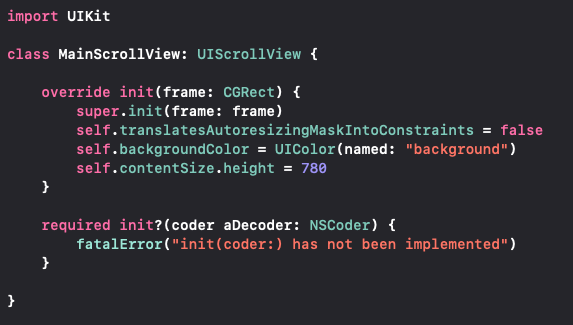 import UIKit
class MainScrollView: UIScrollView {
override init(frame: CGRect) {
super.init(frame: frame)
self.translatesAutoresizingMaskIntoConstraints = false
self.backgroundColor = UIColor(named: "background")
self.contentSize.height = 780
}
required init?(coder aDecoder: NSCoder) {
fatalError("init(coder:) has not been implemented")
}
}